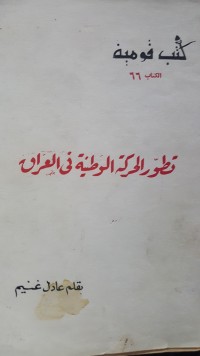 كتب قومية
الكتاب ٦٦
تطور الحركة الوطنية في العراق
بقلم عادل غنيم